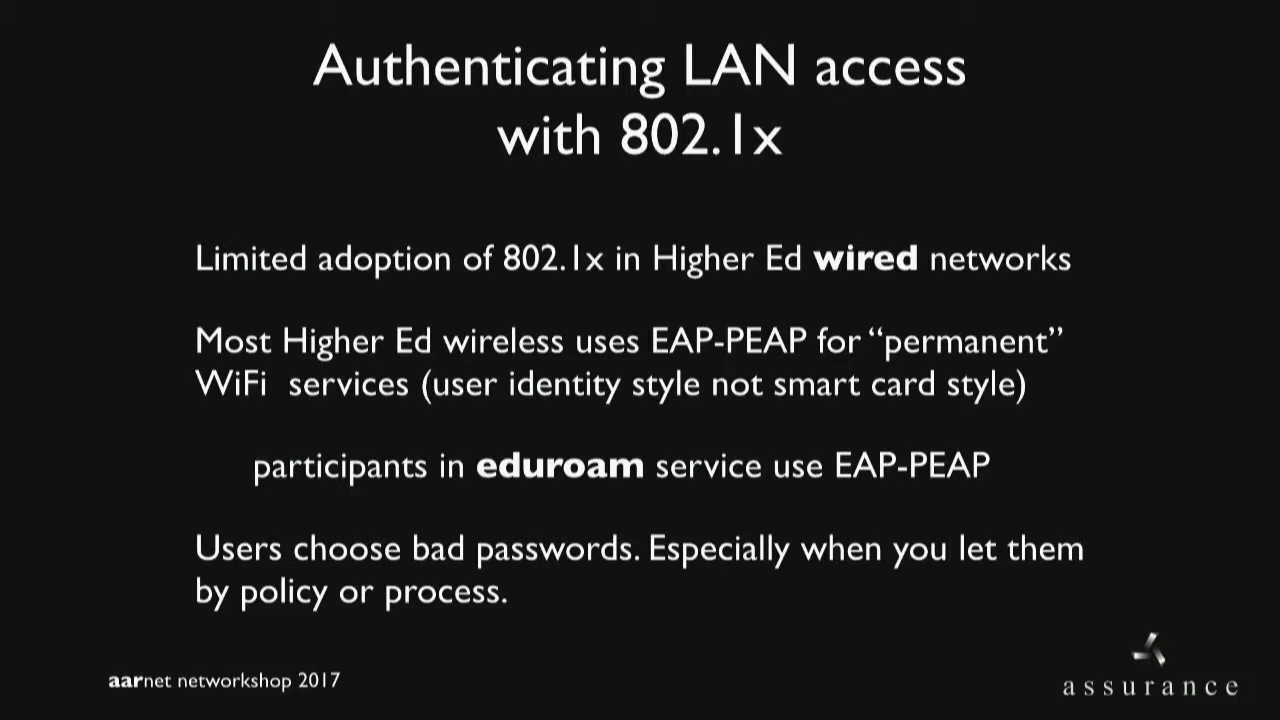 Authenticating LAN access
with 802.1x
Limited adoption of 802.1x in Higher Ed wired networks
Most Higher Ed wireless uses EAP-PEAP for “permanent”
WiFi services (user identity style not smart card style)
participants in eduroam service use EAP-PEAP
Users choose bad passwords. Especially when you let them
by policy or process.
aarnet networkshop 2017
assurance